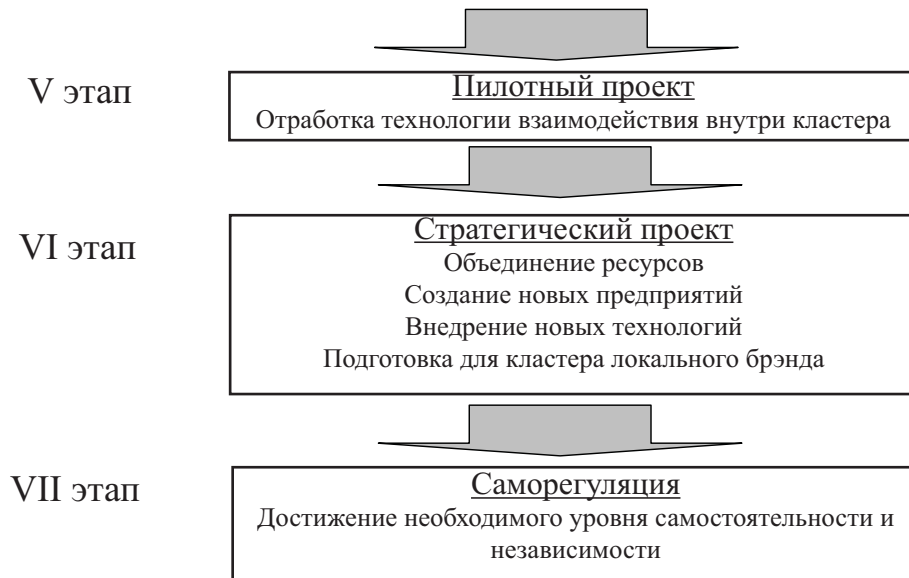 V этап
Пилотный проект
Отработка технологии взаимодействия внутри кластера
VI этап
Стратегический проект
Объединение ресурсов
Создание новых предприятий
Внедрение новых технологий
Подготовка для кластера локального брэнда
VII этап
Саморегуляция
Достижение необходимого уровня самостоятельности и
независимости